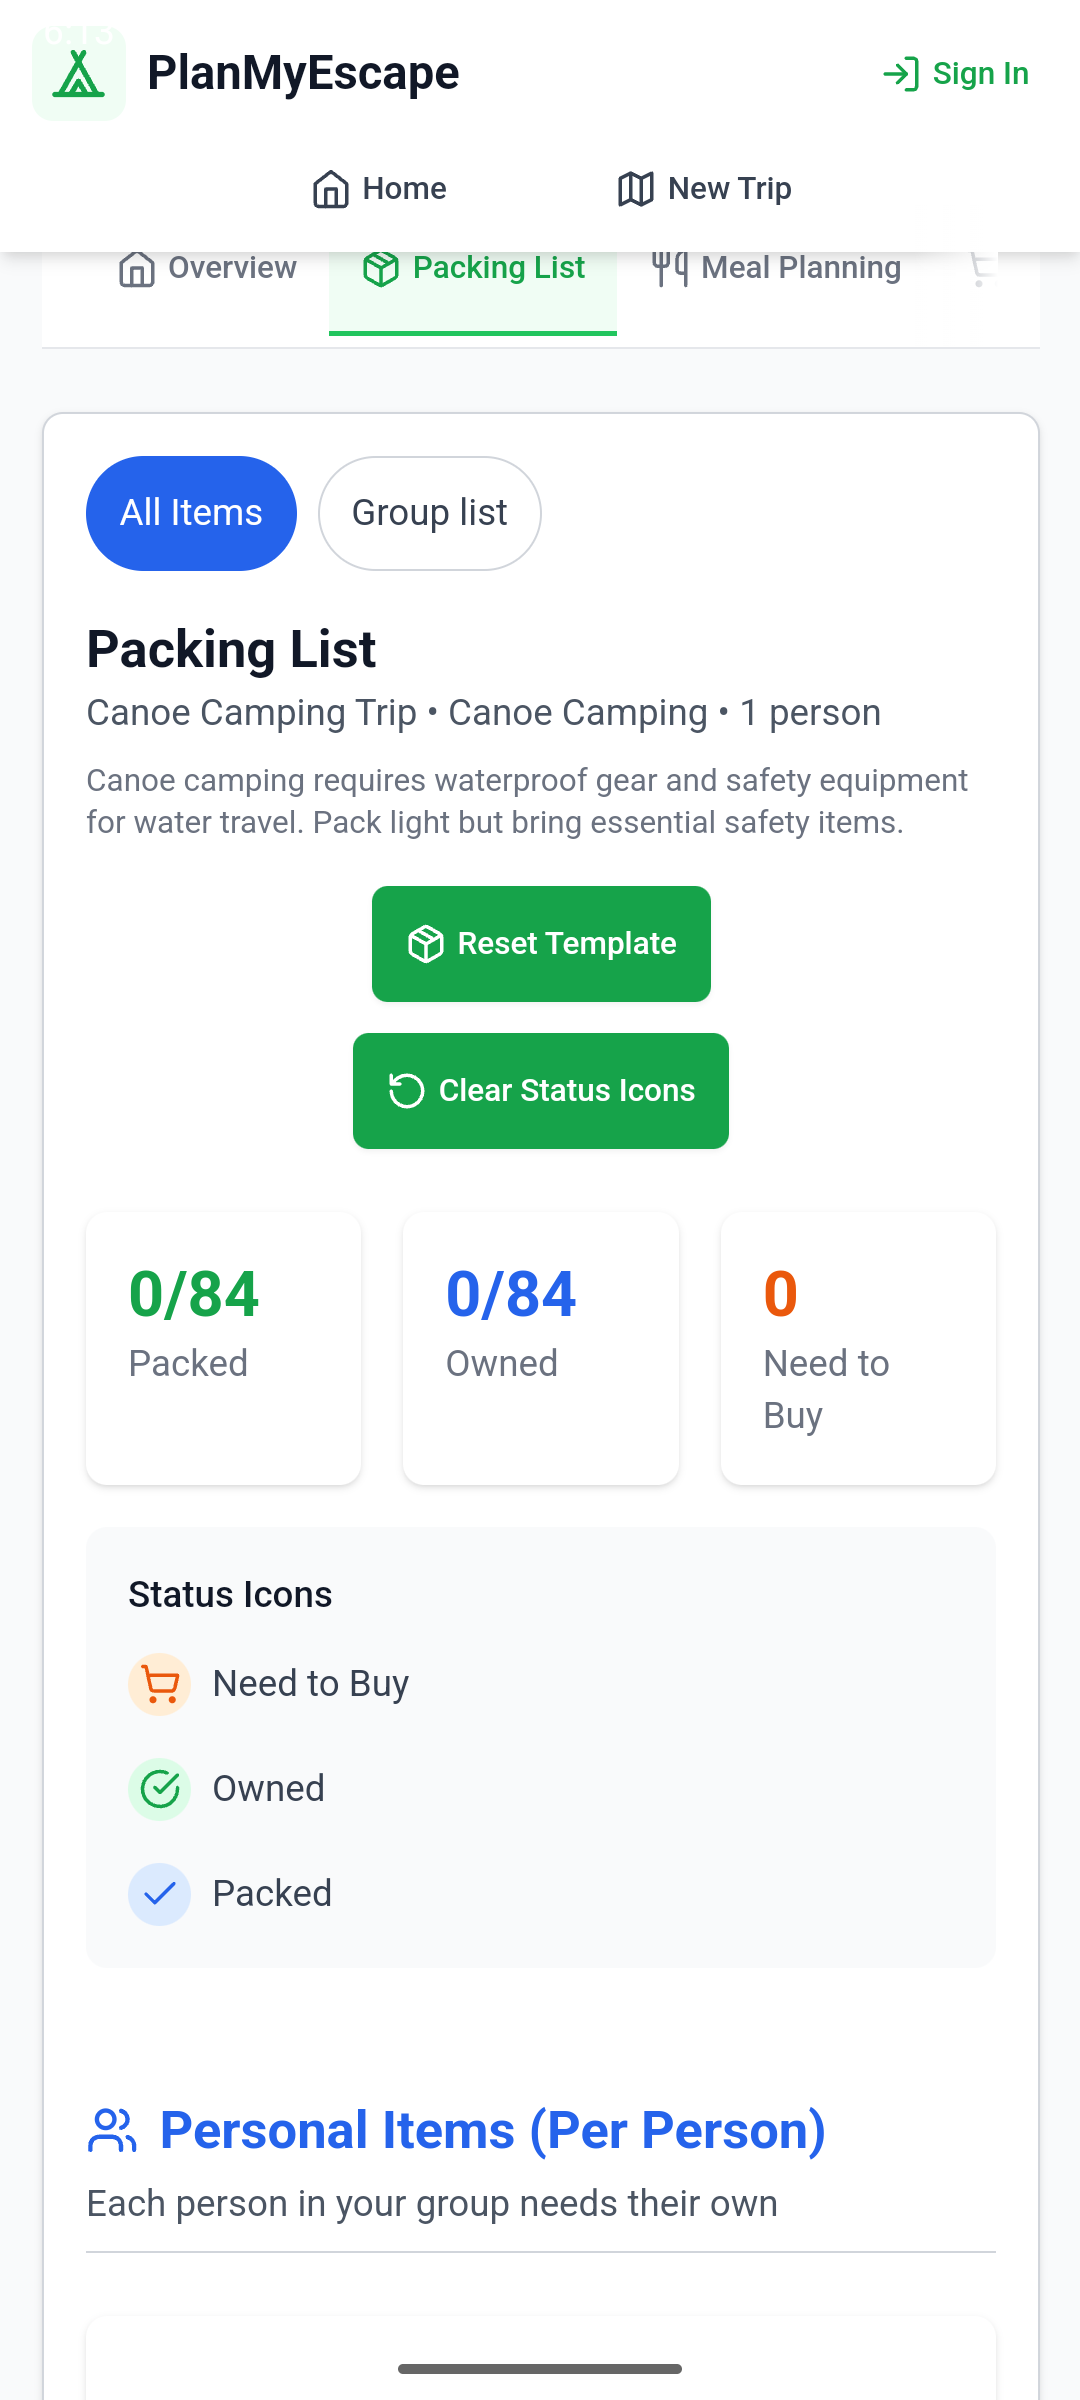 6:13
PlanMyEscape
Sign In
Home
New Trip
Overview
Packing List
Meal Planning
All Items
Group list
Packing List
Canoe Camping Trip • Canoe Camping • 1 person
Canoe camping requires waterproof gear and safety equipment
for water travel. Pack light but bring essential safety items.
Reset Template
Clear Status Icons
0/84
Packed
0/84
Owned
0
Need to
Buy
Status Icons
Need to Buy
Owned
Packed
Personal Items (Per Person)
Each person in your group needs their own